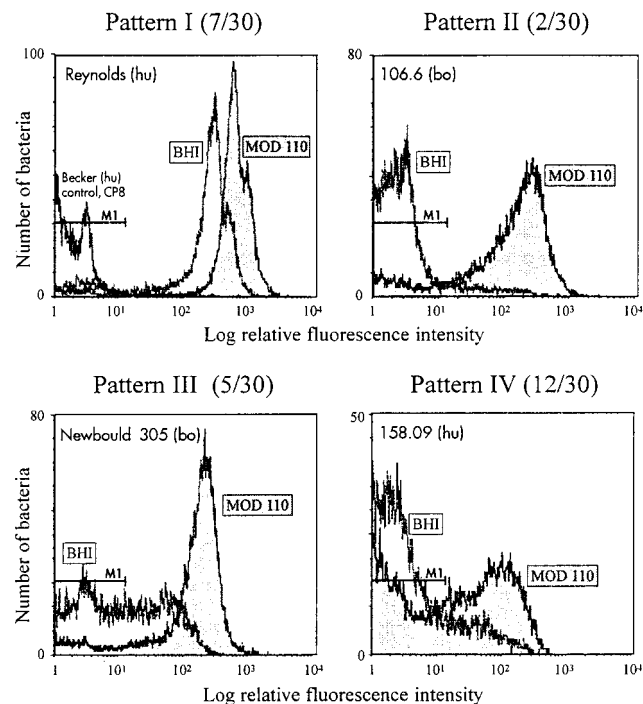 Pattern I (7/30)
Pattern II (2/30)
100
Reynolds (hu)
BHI
MOD 110
Becker (hu)
control, CP8
M1
Number of bacteria
0
1 10¹ 10² 10³ 10⁴
80
106.6 (bo)
BHI
MOD 110
M1
0
1 10¹ 10² 10³ 10⁴
Log relative fluorescence intensity
Pattern III (5/30)
Pattern IV (12/30)
80
Newbould 305 (bo)
MOD 110
BHI
M1
Number of bacteria
0
1 10¹ 10² 10³ 10⁴
50
158.09 (hu)
BHI
M1
MOD 110
0
1 10¹ 10² 10³ 10⁴
Log relative fluorescence intensity